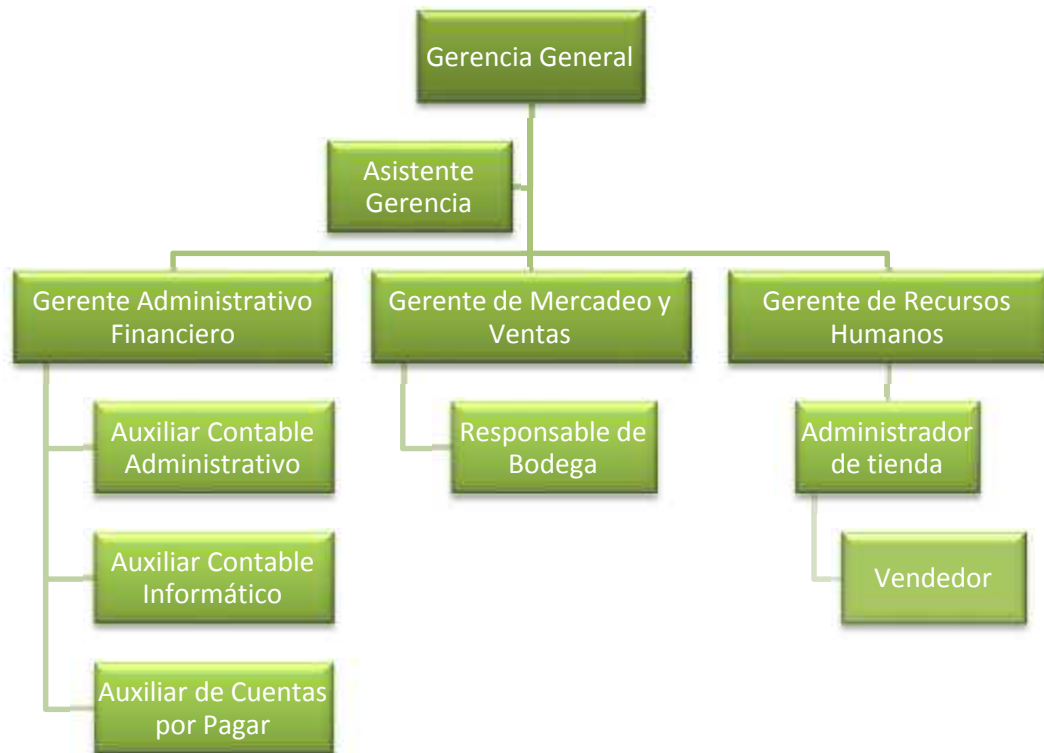 Gerencia General
Asistente
Gerencia
Gerente Administrativo
Financiero
Gerente de Mercadeo y
Ventas
Gerente de Recursos
Humanos
Auxiliar Contable
Administrativo
Responsable de
Bodega
Administrador
de tienda
Auxiliar Contable
Informático
Vendedor
Auxiliar de Cuentas
por Pagar